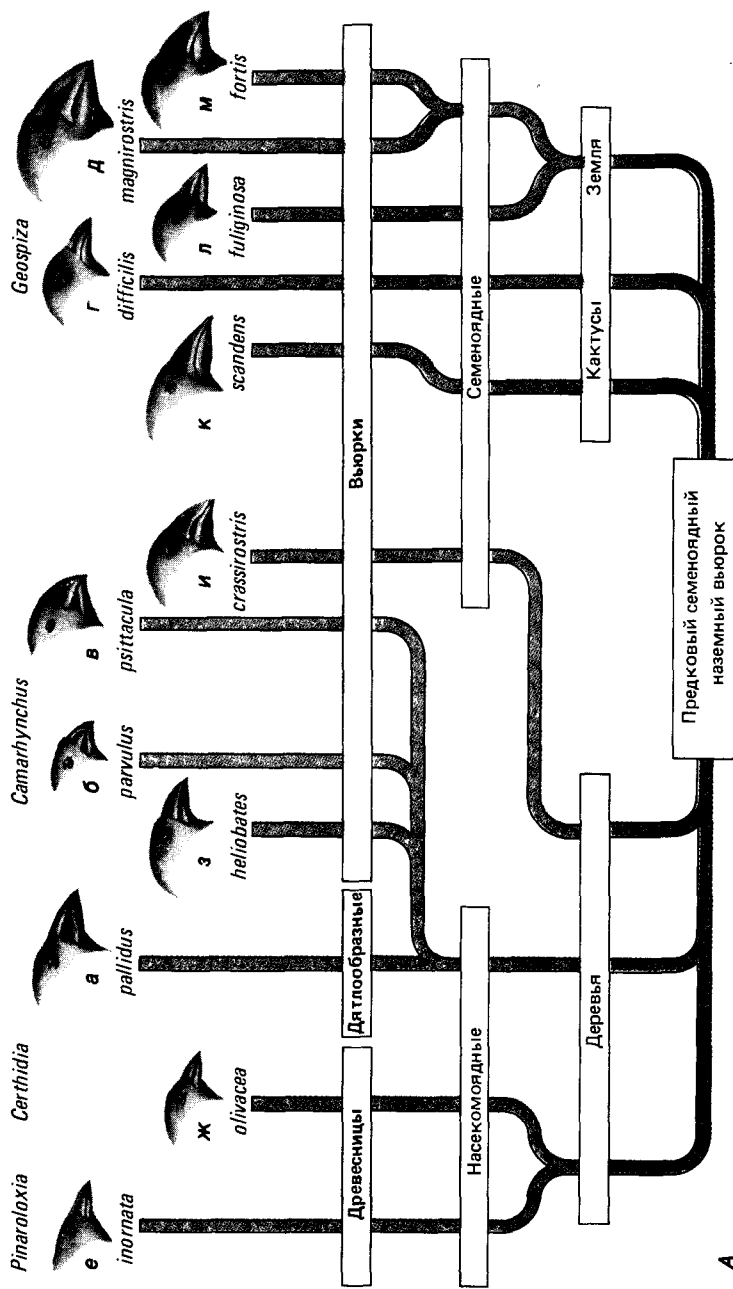 Pinaroloxia
Certhidia
Camarhynchus
Geospiza
е
inornata
ж
olivacea
а
pallidus
з
heliobates
б
parvulus
в
psittacula
и
crassirostris
к
scandens
г
difficilis
л
fuliginosa
д
magnirostris
м
fortis
Древесницы
Дятлообразные
Вьюрки
Насекомоядные
Семеноядные
Деревья
Кактусы
Земля
Предковый семеноядный
наземный вьюрок
А